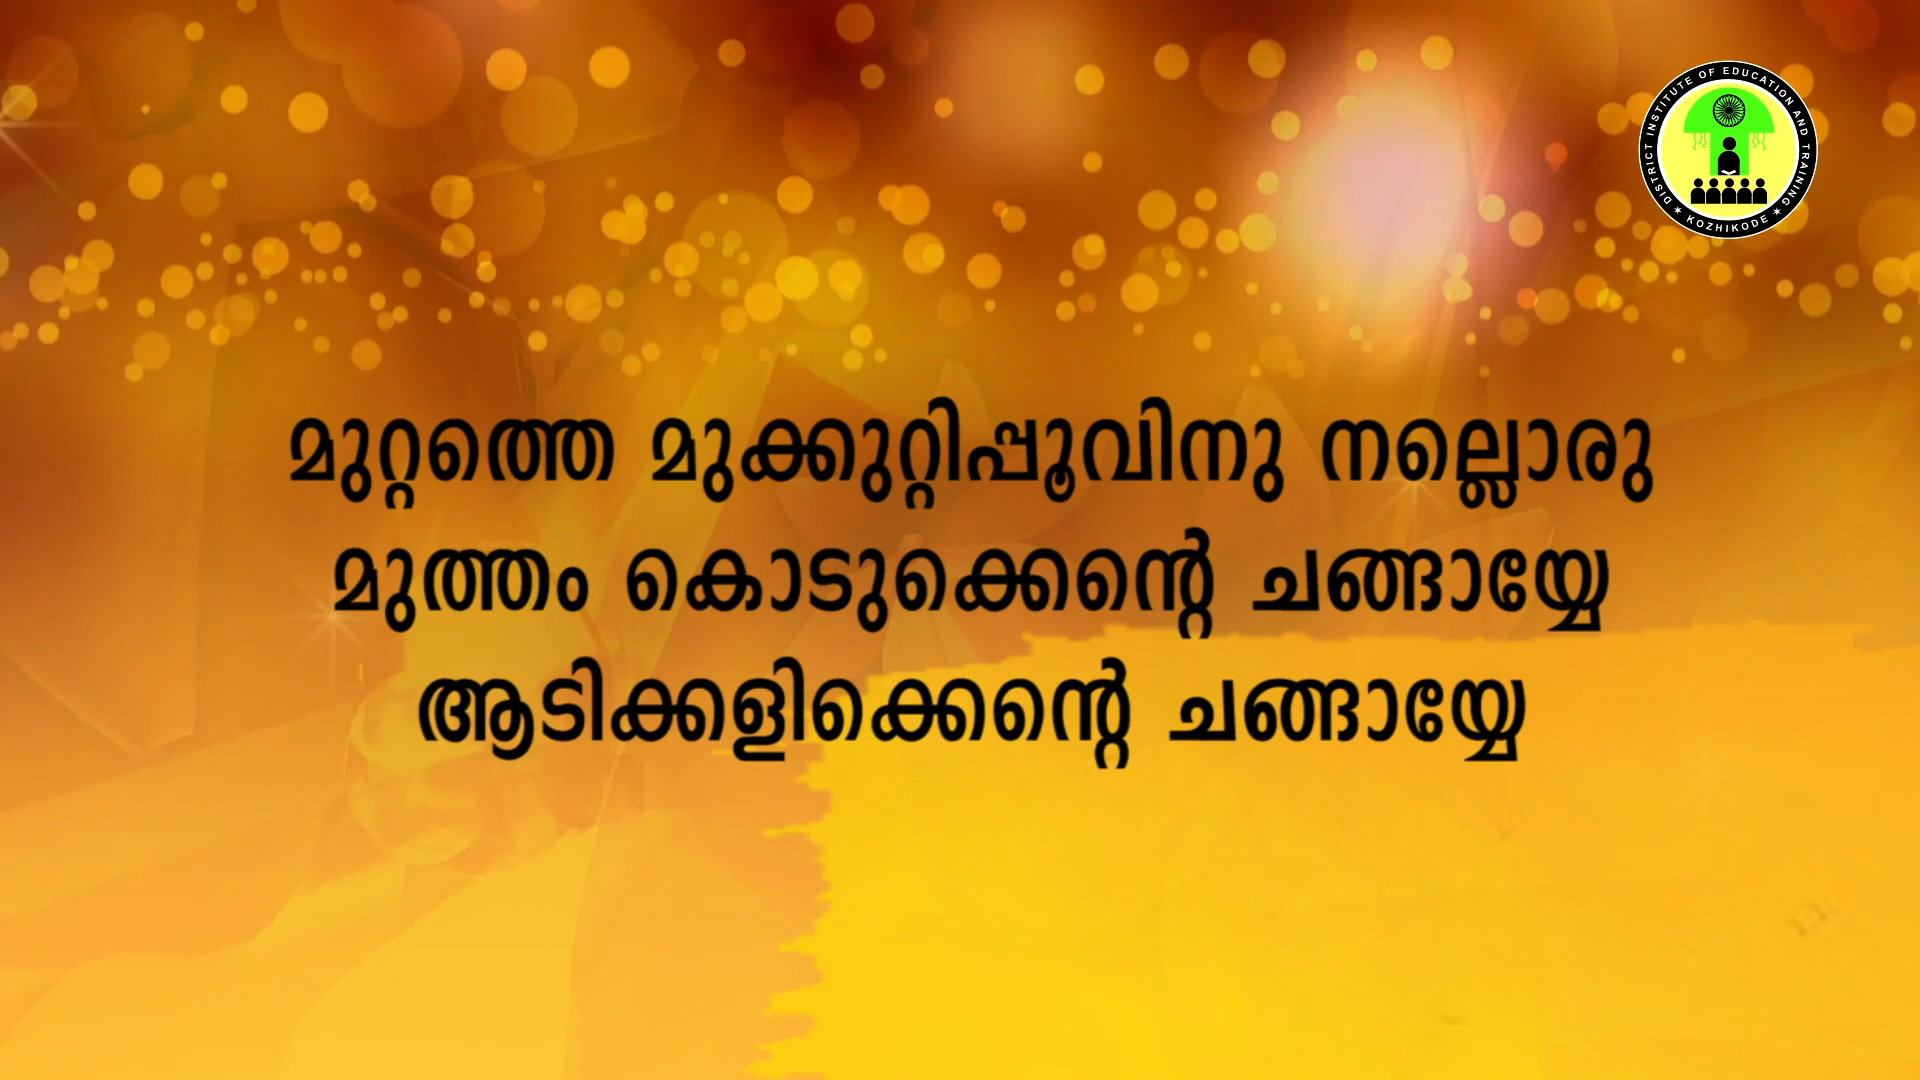 മുറ്റത്തെ മുക്കുറ്റിപ്പൂവിനു നല്ലൊരു
മുത്തം കൊടുക്കെന്റെ ചങ്ങായ്യേ
ആടിക്കളിക്കെന്റെ ചങ്ങായ്യേ
DISTRICT INSTITUTE OF EDUCATION AND TRAINING
KOZHIKODE